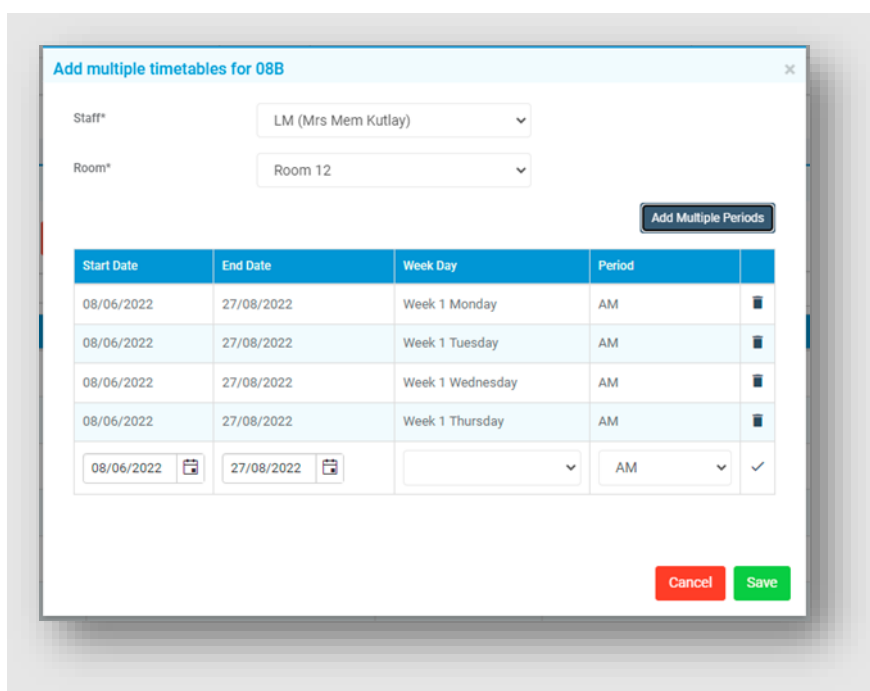 Add multiple timetables for 08B ×
Staff* LM (Mrs Mem Kutlay)
Room* Room 12
Add Multiple Periods
Start Date End Date Week Day Period
08/06/2022 27/08/2022 Week 1 Monday AM
08/06/2022 27/08/2022 Week 1 Tuesday AM
08/06/2022 27/08/2022 Week 1 Wednesday AM
08/06/2022 27/08/2022 Week 1 Thursday AM
08/06/2022 27/08/2022 AM
Cancel Save